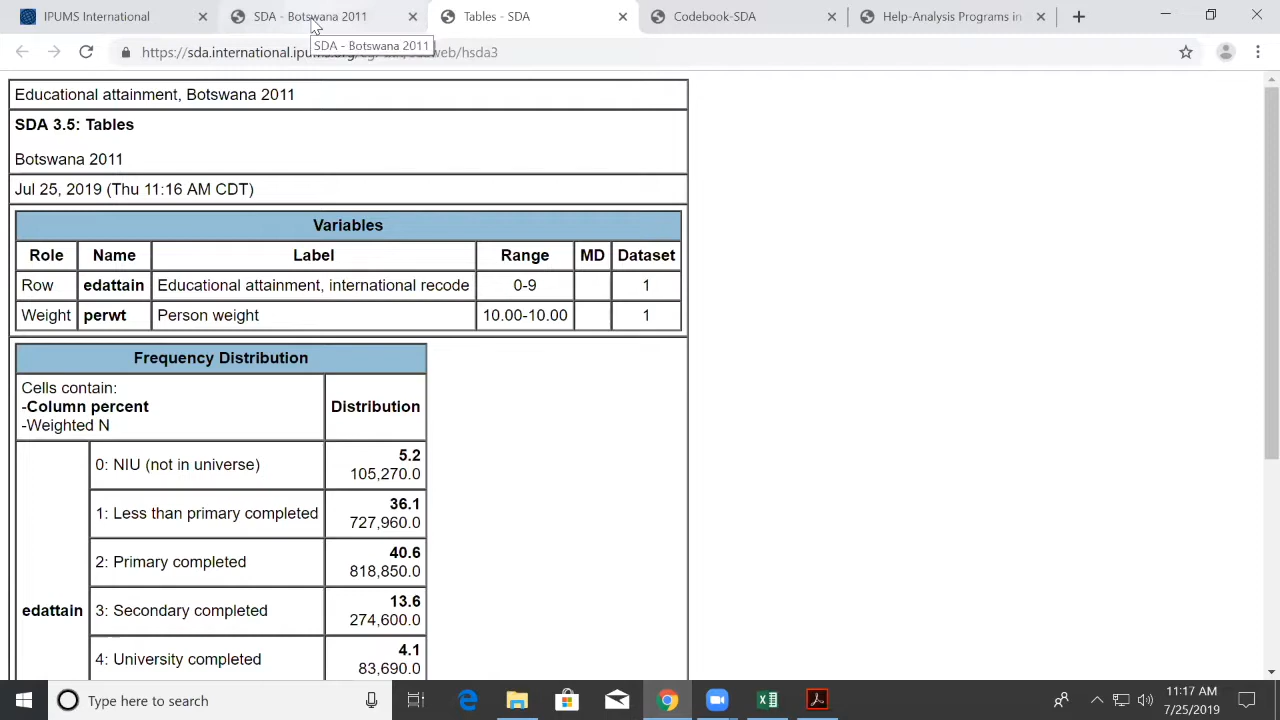 IPUMS International
SDA - Botswana 2011
Tables - SDA
Codebook-SDA
Help-Analysis Programs in
SDA - Botswana 2011
Educational attainment, Botswana 2011
SDA 3.5: Tables
Botswana 2011
Jul 25, 2019 (Thu 11:16 AM CDT)
Variables
Role Name Label Range MD Dataset
Row edattain Educational attainment, international recode 0-9 1
Weight perwt Person weight 10.00-10.00 1
Frequency Distribution
Cells contain:
-Column percent
-Weighted N
Distribution
edattain
0: NIU (not in universe) 5.2
105,270.0
1: Less than primary completed 36.1
727,960.0
2: Primary completed 40.6
818,850.0
3: Secondary completed 13.6
274,600.0
4: University completed 4.1
83,690.0
Type here to search
11:17 AM
7/25/2019